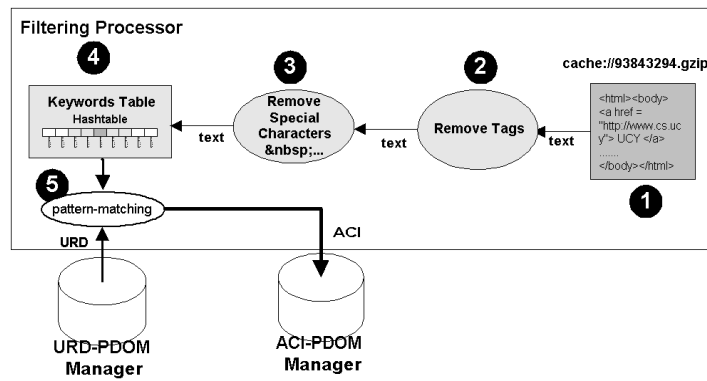 Filtering Processor
4
3
2
cache://93843294.gzip
Keywords Table
Hashtable
text
Remove
Special
Characters
&nbsp;...
text
Remove Tags
text
<html><body>
<a href =
"http://www.cs.uc
y"> UCY </a>
.......
</body></html>
1
5
pattern-matching
URD
ACI
URD-PDOM
Manager
ACI-PDOM
Manager